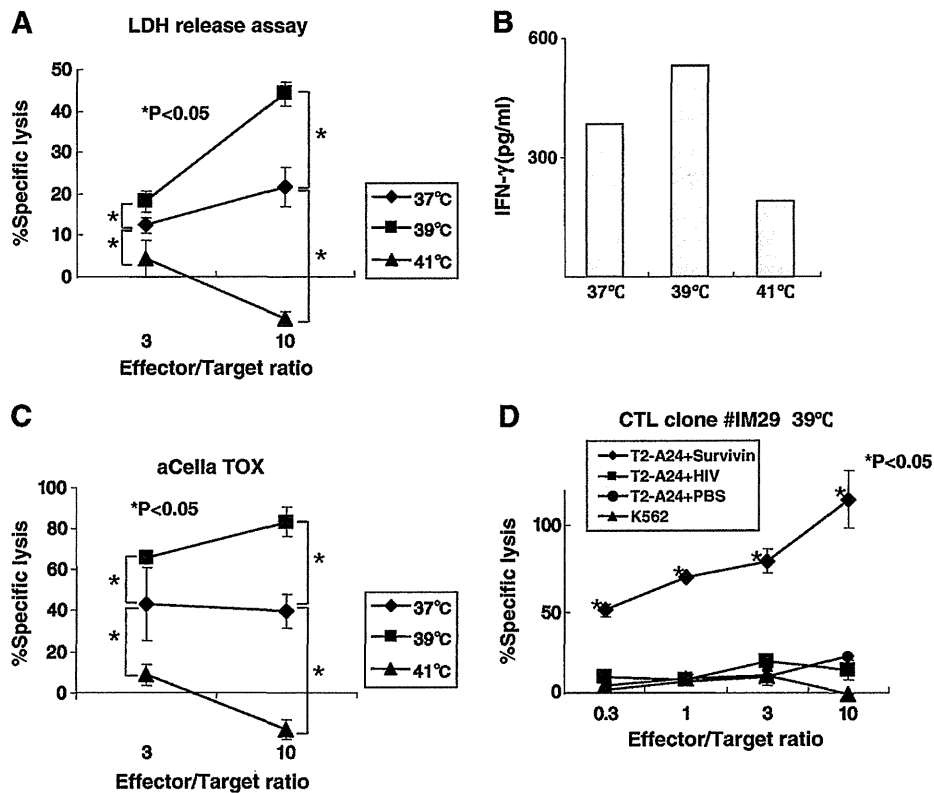 A
LDH release assay
50
40
30
20
10
0
%Specific lysis
*P<0.05
*
*
*
*
3
10
Effector/Target ratio
37℃
39℃
41℃
B
600
300
IFN-γ(pg/ml)
37℃
39℃
41℃
C
aCella TOX
100
80
60
40
20
0
%Specific lysis
*P<0.05
*
*
*
*
3
10
Effector/Target ratio
37℃
39℃
41℃
D
CTL clone #IM29 39℃
T2-A24+Survivin
T2-A24+HIV
T2-A24+PBS
K562
*P<0.05
100
50
0
%Specific lysis
*
*
*
*
0.3
1
3
10
Effector/Target ratio